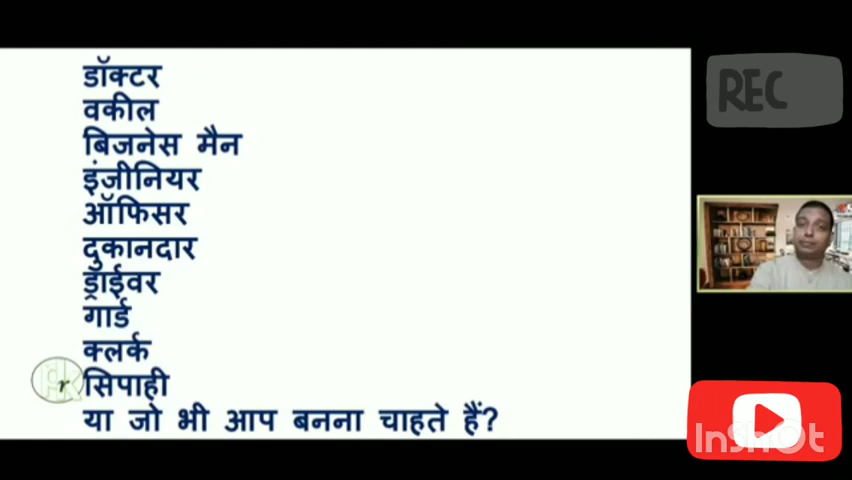 डॉक्टर
वकील
बिजनेस मैन
इंजीनियर
ऑफिसर
दुकानदार
ड्राईवर
गार्ड
क्लर्क
सिपाही
या जो भी आप बनना चाहते हैं?
REC
InShOt